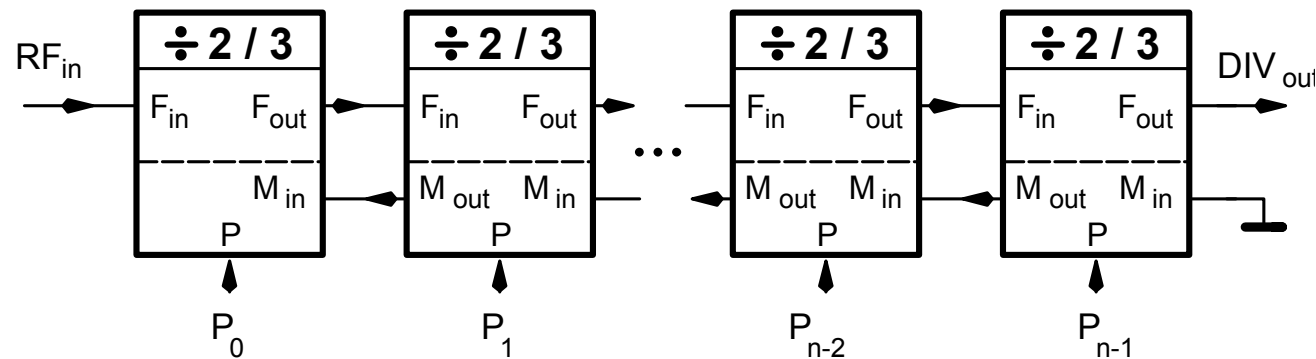 ÷ 2 / 3 ÷ 2 / 3 ÷ 2 / 3 ÷ 2 / 3
RF_in DIV_out
F_in F_out F_in F_out F_in F_out F_in F_out
...
M_in M_out M_in M_out M_in M_out M_in
P P P P
P_0 P_1 P_n-2 P_n-1